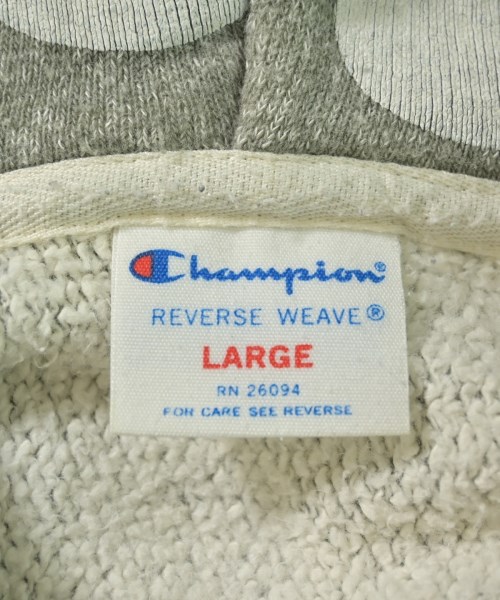 Champion®
REVERSE WEAVE®
LARGE
RN 26094
FOR CARE SEE REVERSE